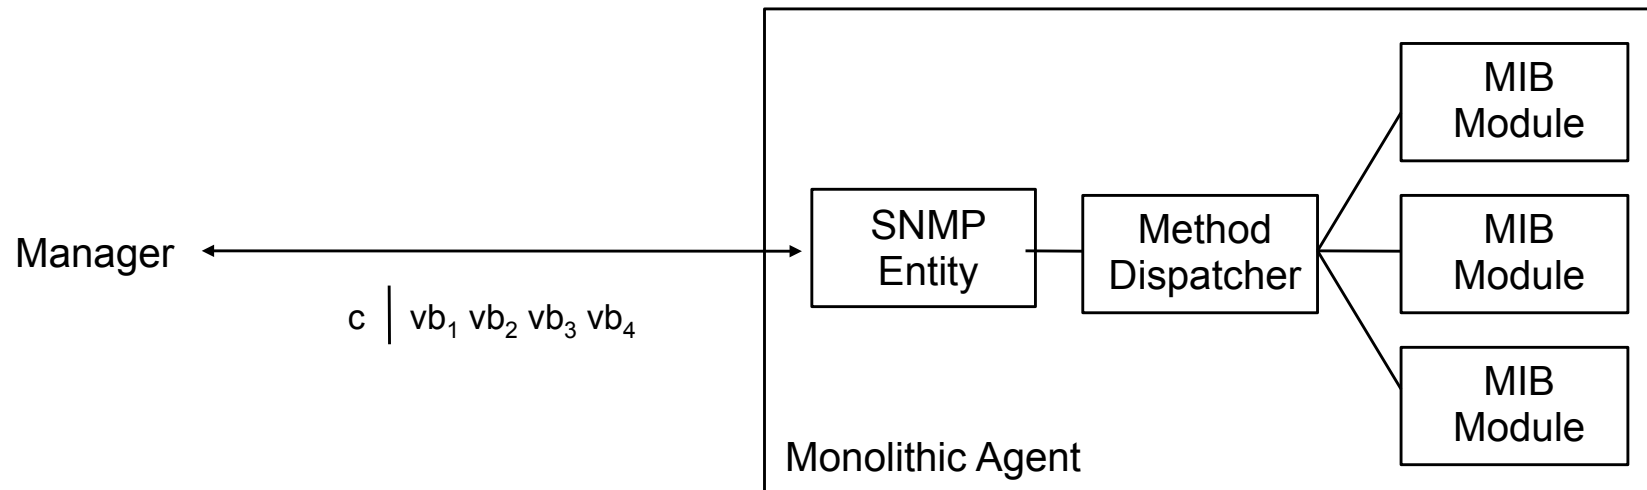 Manager
c | vb₁ vb₂ vb₃ vb₄
SNMP
Entity
Method
Dispatcher
MIB
Module
MIB
Module
MIB
Module
Monolithic Agent